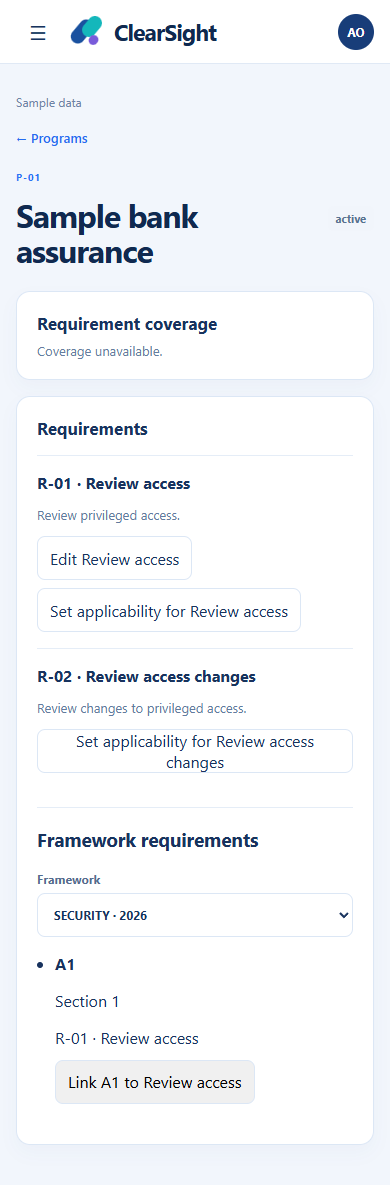 ☰ ClearSight AO
Sample data
← Programs
P-01
Sample bank
assurance
active
Requirement coverage
Coverage unavailable.
Requirements
R-01 · Review access
Review privileged access.
Edit Review access
Set applicability for Review access
R-02 · Review access changes
Review changes to privileged access.
Set applicability for Review access
changes
Framework requirements
Framework
SECURITY · 2026
• A1
Section 1
R-01 · Review access
Link A1 to Review access